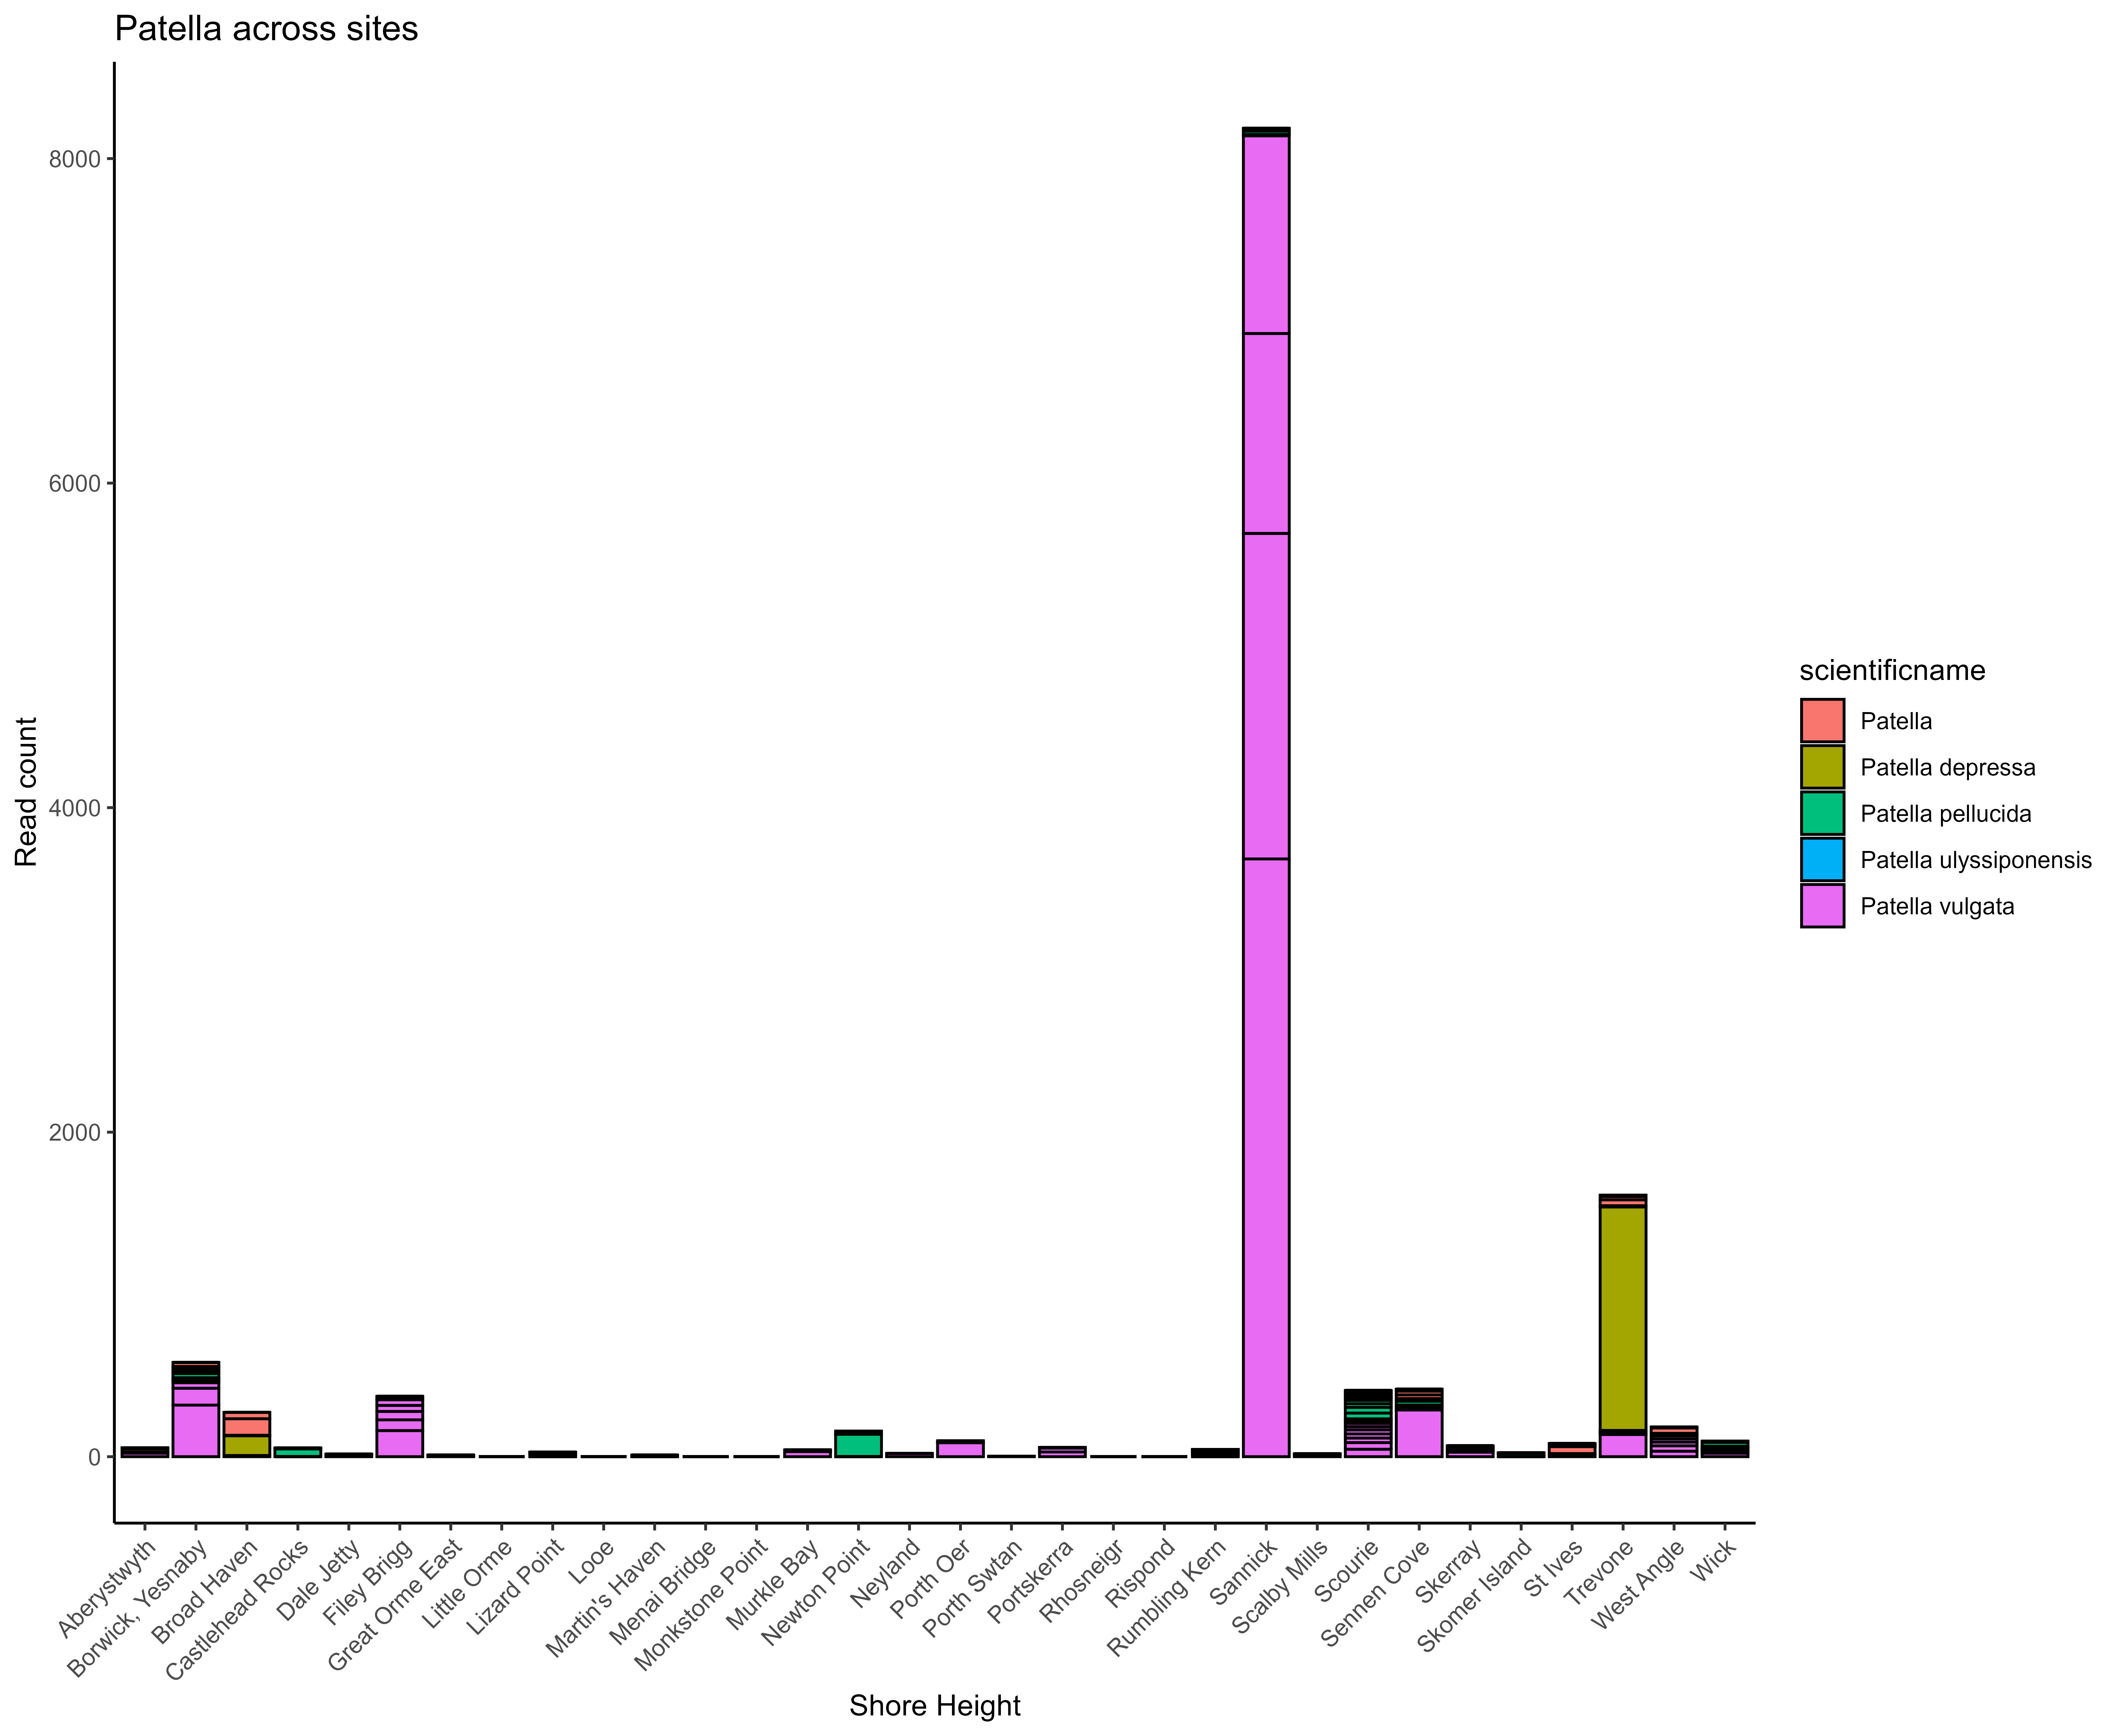 Patella across sites
Read count
8000
6000
4000
2000
0
Aberystwyth
Borwick, Yesnaby
Broad Haven
Castlehead Rocks
Dale Jetty
Filey Brigg
Great Orme East
Little Orme
Lizard Point
Looe
Martin's Haven
Menai Bridge
Monkstone Point
Murkle Bay
Newton Point
Neyland
Porth Oer
Porth Swtan
Portskerra
Rhosneigr
Rispond
Rumbling Kern
Sannick
Scalby Mills
Scourie
Sennen Cove
Skerray
Skomer Island
St Ives
Trevone
West Angle
Wick
Shore Height
scientificname
Patella
Patella depressa
Patella pellucida
Patella ulyssiponensis
Patella vulgata